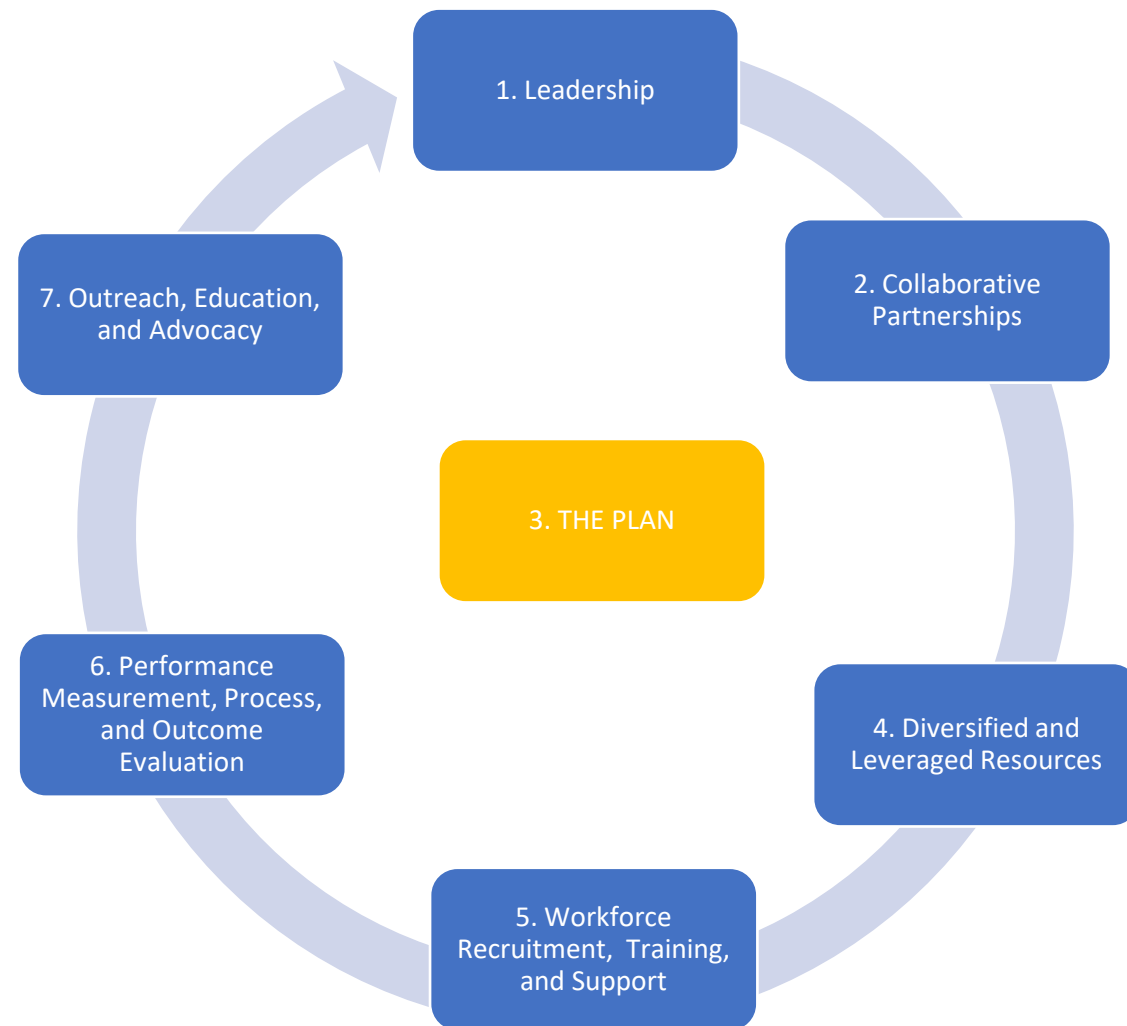 1. Leadership
2. Collaborative
Partnerships
3. THE PLAN
4. Diversified and
Leveraged Resources
5. Workforce
Recruitment,  Training,
and Support
6. Performance
Measurement, Process,
and Outcome
Evaluation
7. Outreach, Education,
and Advocacy